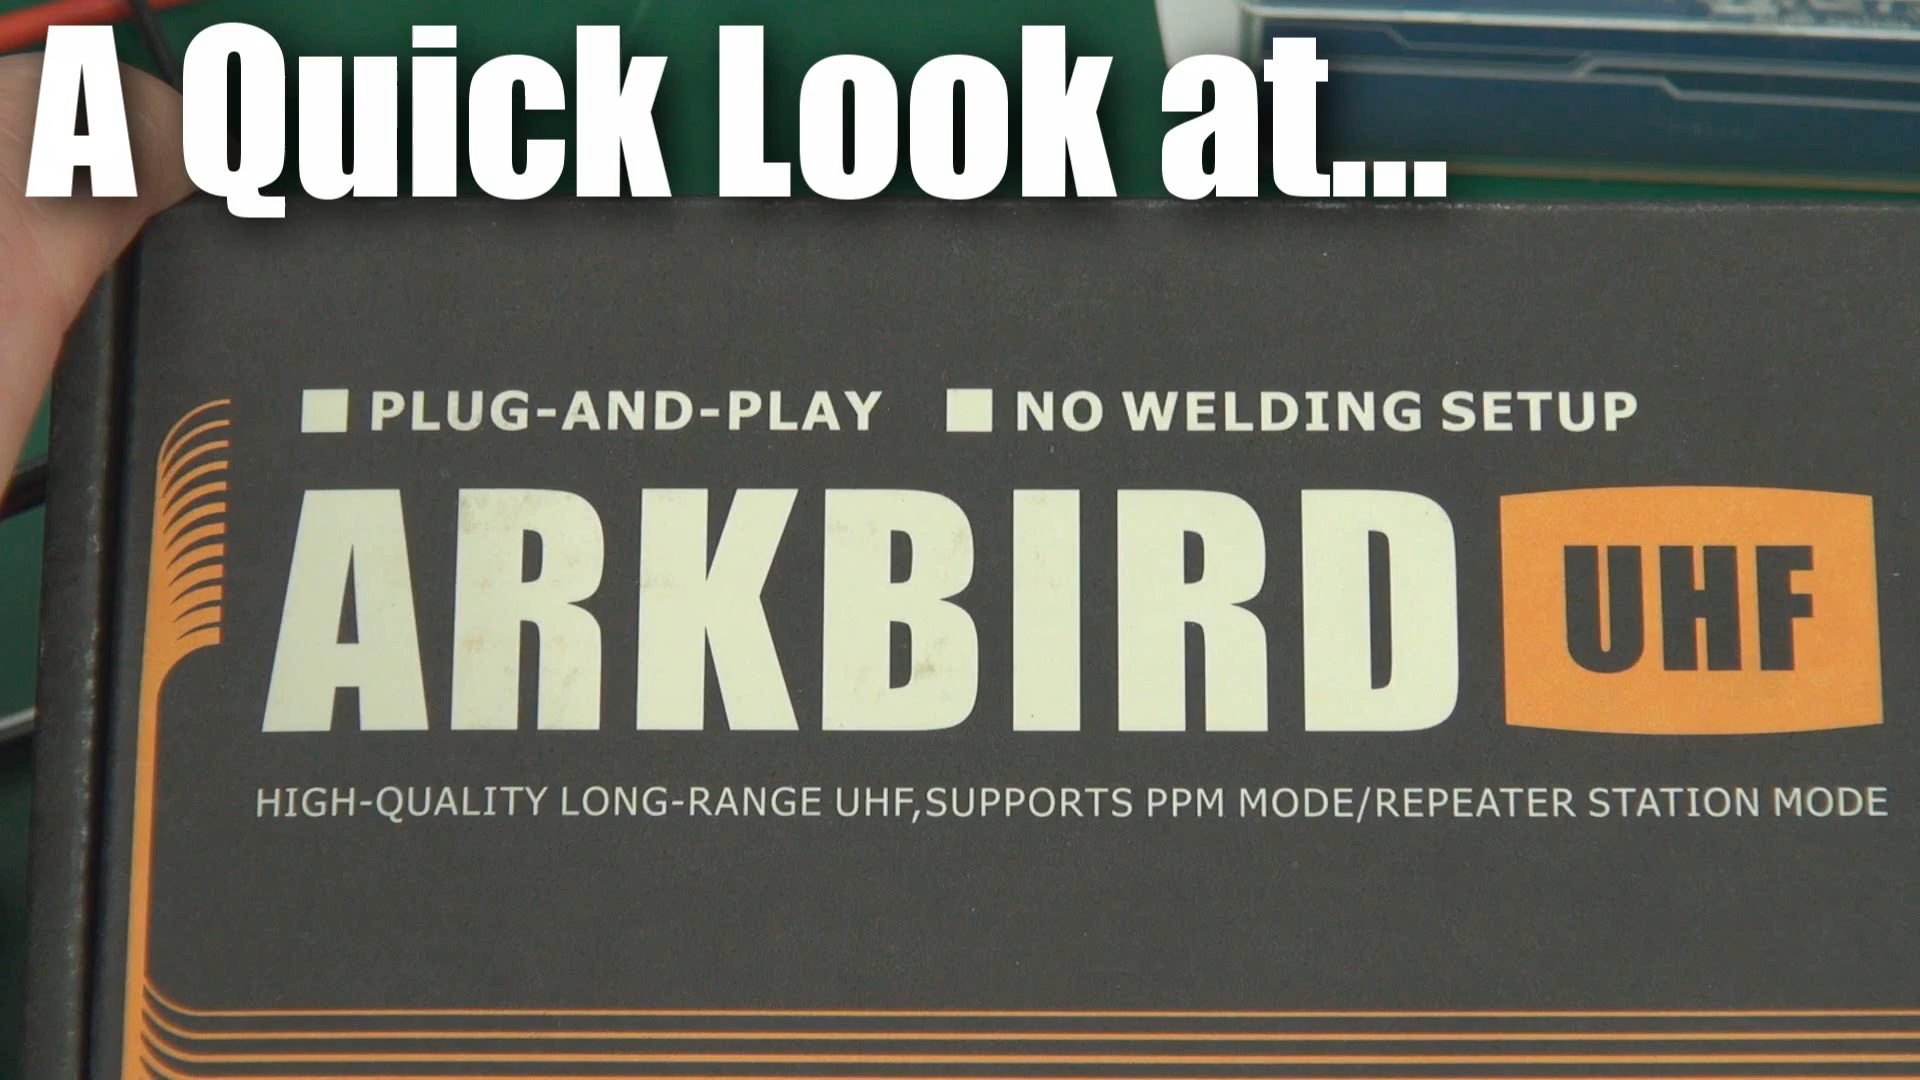 A Quick Look at...
PLUG-AND-PLAY NO WELDING SETUP
ARKBIRD UHF
HIGH-QUALITY LONG-RANGE UHF,SUPPORTS PPM MODE/REPEATER STATION MODE